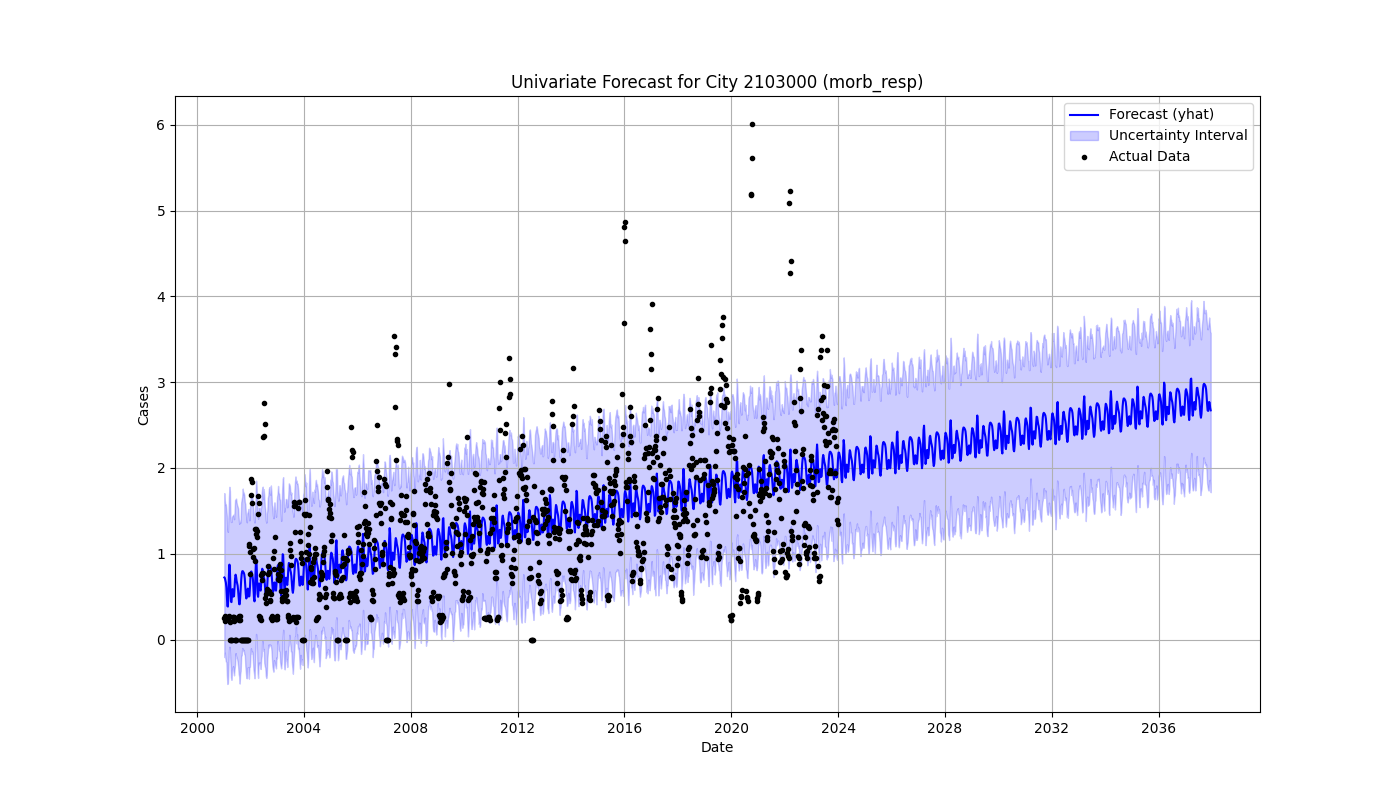 Univariate Forecast for City 2103000 (morb_resp)
Forecast (yhat)
Uncertainty Interval
Actual Data
6
5
4
3
2
1
0
Cases
2000 2004 2008 2012 2016 2020 2024 2028 2032 2036
Date